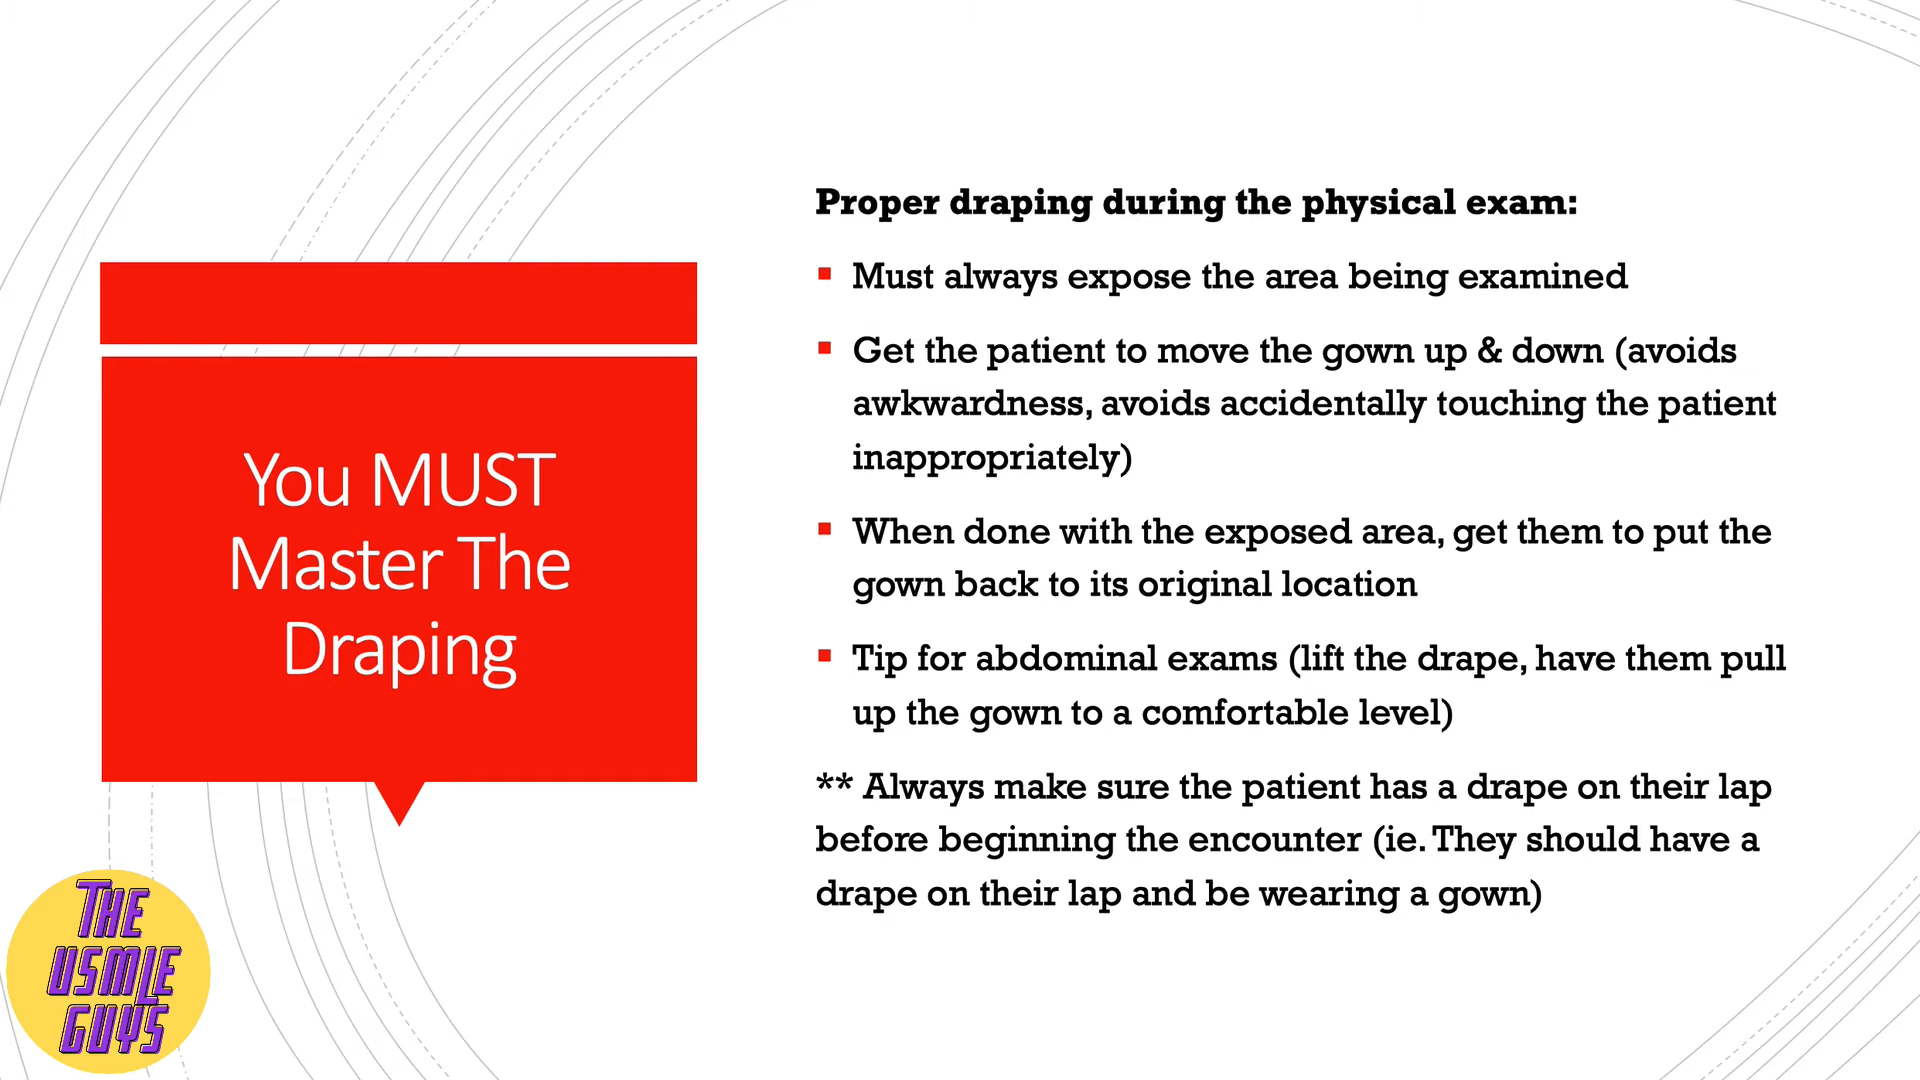 You MUST
Master The
Draping
Proper draping during the physical exam:
Must always expose the area being examined
Get the patient to move the gown up & down (avoids
awkwardness, avoids accidentally touching the patient
inappropriately)
When done with the exposed area, get them to put the
gown back to its original location
Tip for abdominal exams (lift the drape, have them pull
up the gown to a comfortable level)
** Always make sure the patient has a drape on their lap
before beginning the encounter (ie. They should have a
drape on their lap and be wearing a gown)
THE
USMLE
GUYS